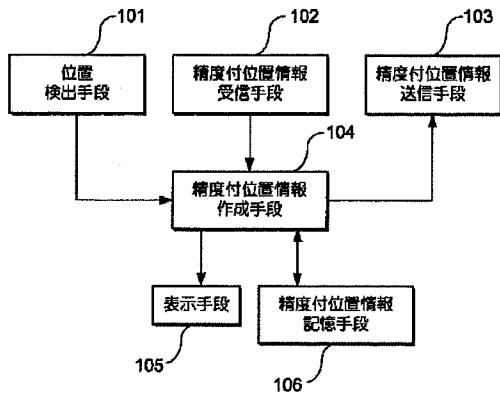 101
102
103
位置
検出手段
精度付位置情報
受信手段
精度付位置情報
送信手段
104
精度付位置情報
作成手段
表示手段
精度付位置情報
記憶手段
105
106